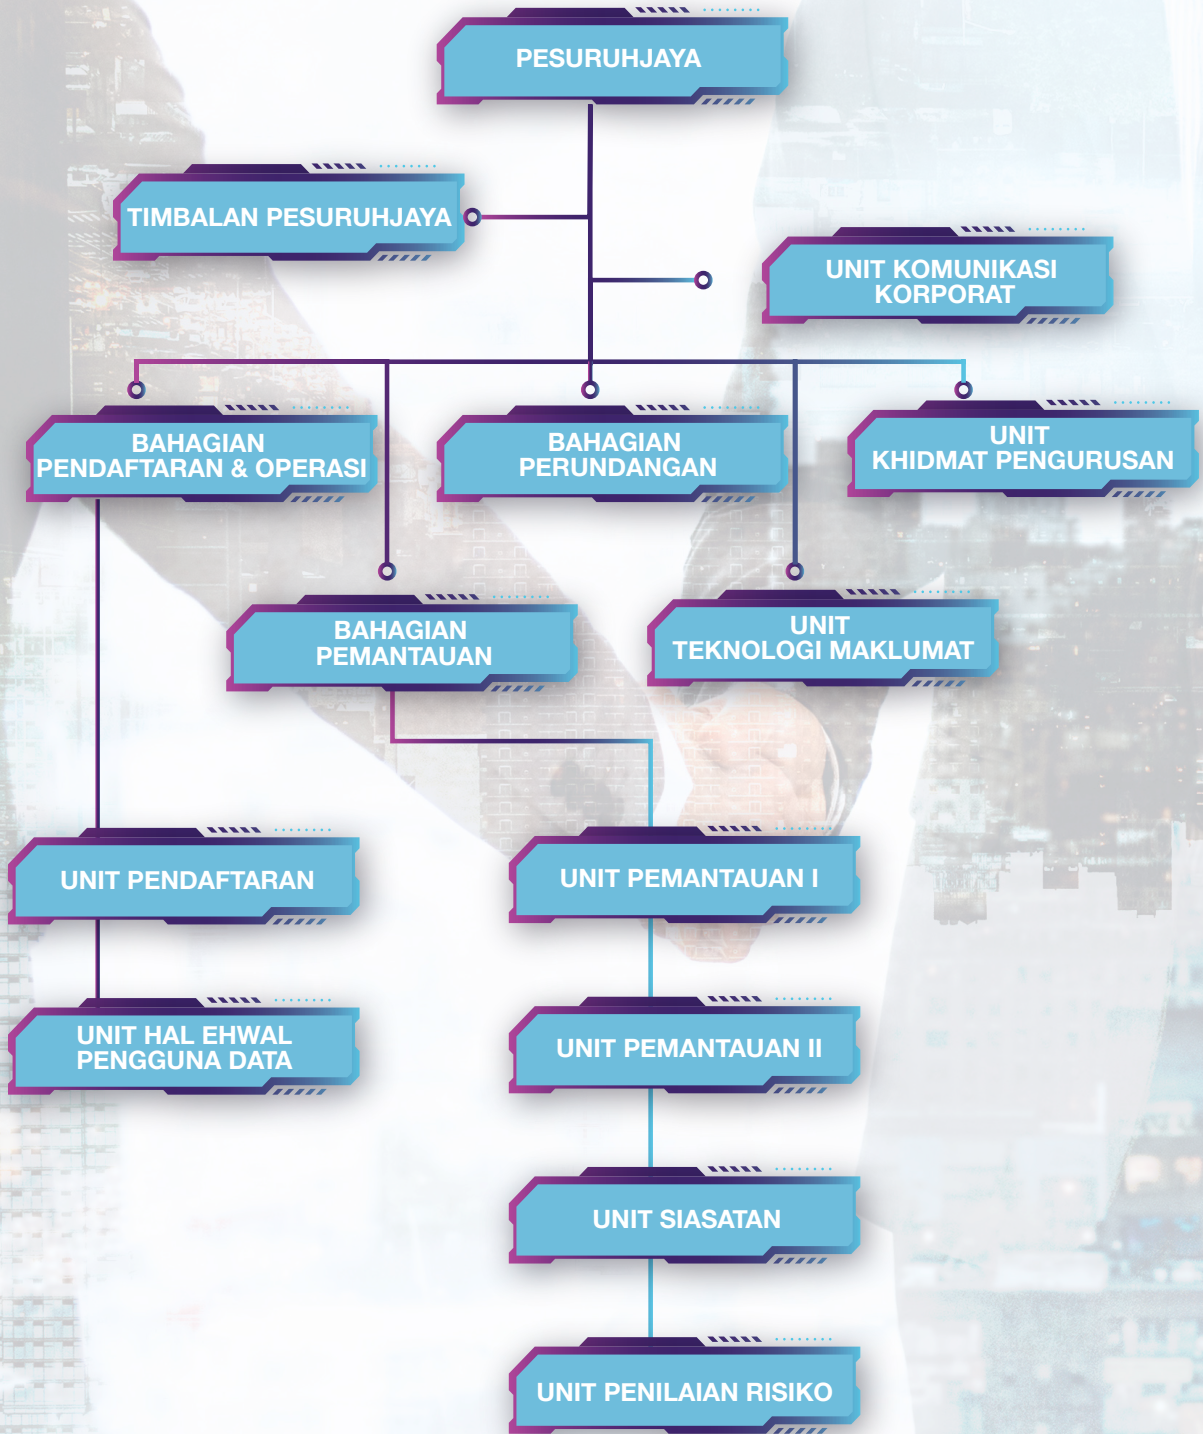 PESURUHJAYA
TIMBALAN PESURUHJAYA
UNIT KOMUNIKASI
KORPORAT
BAHAGIAN
PENDAFTARAN & OPERASI
BAHAGIAN
PERUNDANGAN
UNIT
KHIDMAT PENGURUSAN
BAHAGIAN
PEMANTAUAN
UNIT
TEKNOLOGI MAKLUMAT
UNIT PENDAFTARAN
UNIT PEMANTAUAN I
UNIT HAL EHWAL
PENGGUNA DATA
UNIT PEMANTAUAN II
UNIT SIASATAN
UNIT PENILAIAN RISIKO